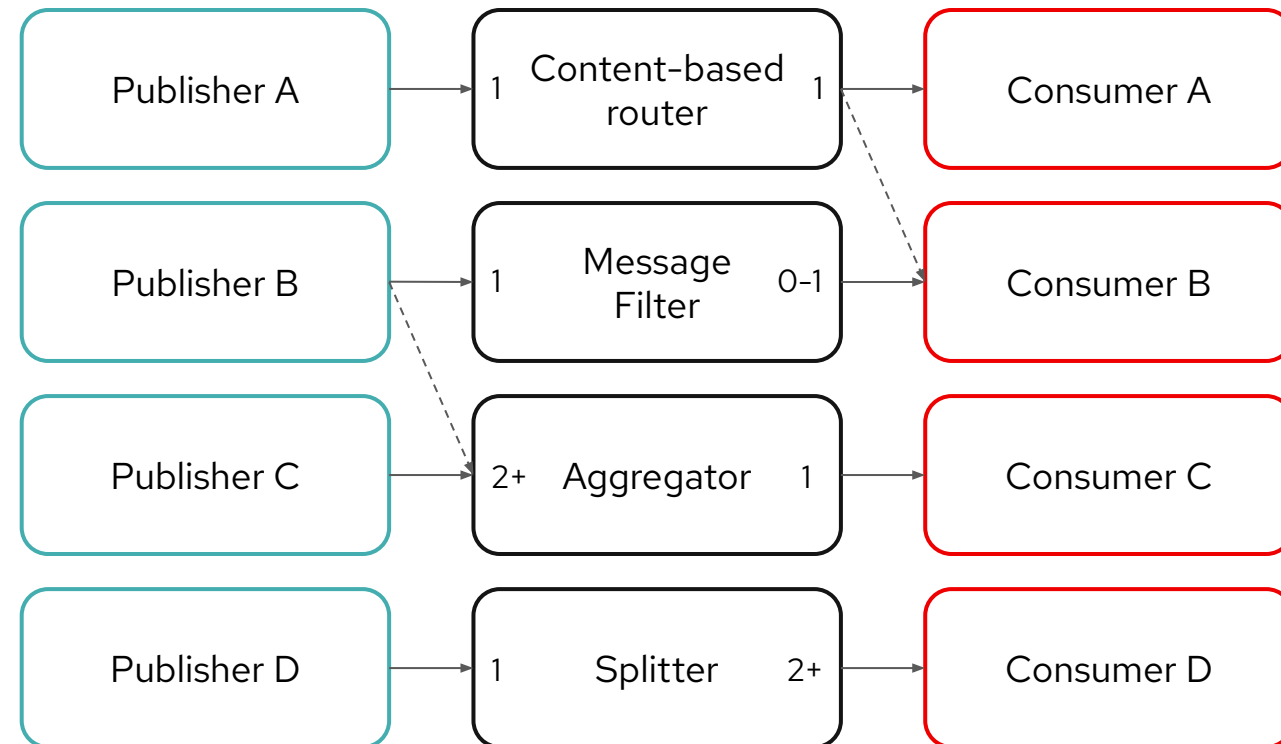 Publisher A
1
Content-based
router
1
Consumer A
Publisher B
1
Message
Filter
0-1
Consumer B
Publisher C
2+
Aggregator
1
Consumer C
Publisher D
1
Splitter
2+
Consumer D